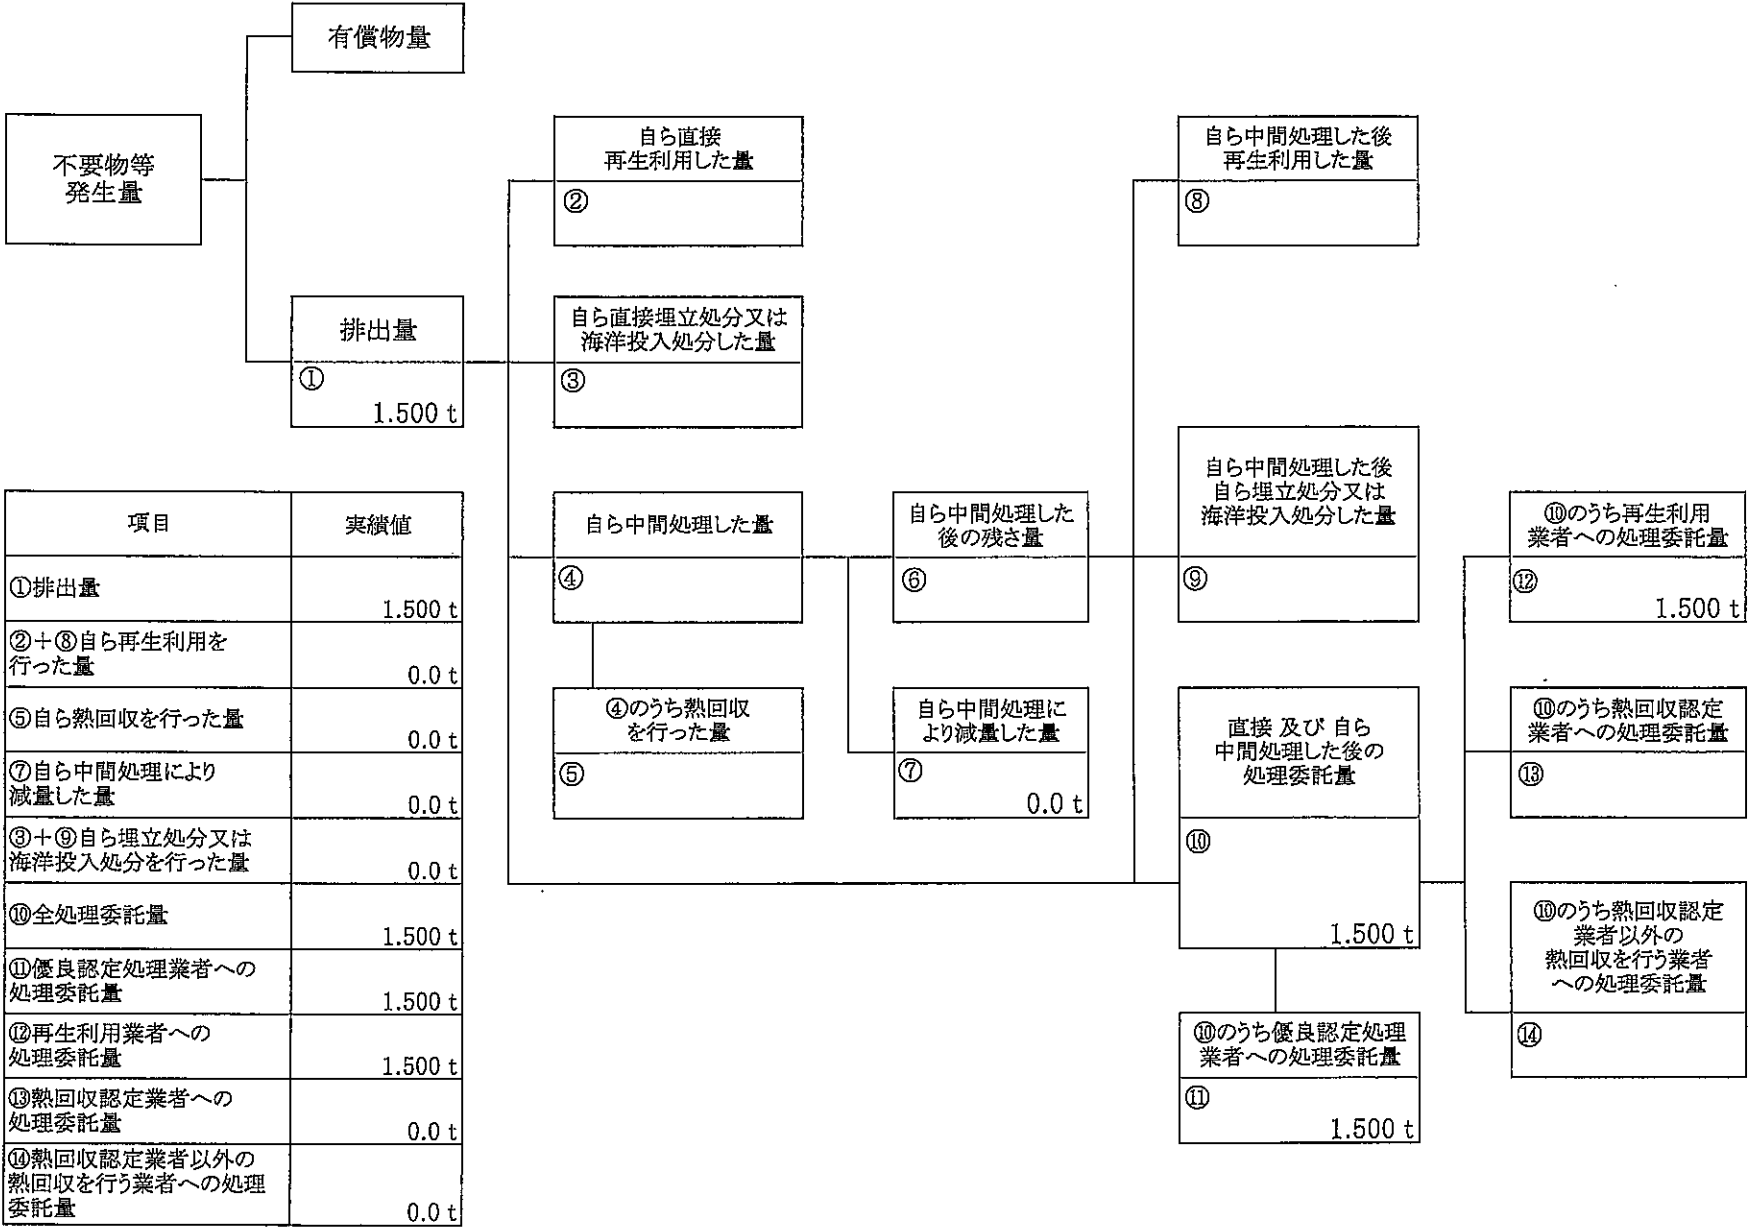 有償物量
不要物等
発生量
排出量
①
1.500 t
自ら直接
再生利用した量
②
自ら直接埋立処分又は
海洋投入処分した量
③
自ら中間処理した量
④
④のうち熱回収
を行った量
⑤
自ら中間処理した
後の残さ量
⑥
自ら中間処理に
より減量した量
⑦
0.0 t
自ら中間処理した後
再生利用した量
⑧
自ら中間処理した後
自ら埋立処分又は
海洋投入処分した量
⑨
直接 及び 自ら
中間処理した後の
処理委託量
⑩
1.500 t
⑩のうち優良認定処理
業者への処理委託量
⑪
1.500 t
⑩のうち再生利用
業者への処理委託量
⑫
1.500 t
⑩のうち熱回収認定
業者への処理委託量
⑬
⑩のうち熱回収認定
業者以外の
熱回収を行う業者
への処理委託量
⑭
項目 実績値
①排出量
1.500 t
②+⑧自ら再生利用を
行った量
0.0 t
⑤自ら熱回収を行った量
0.0 t
⑦自ら中間処理により
減量した量
0.0 t
③+⑨自ら埋立処分又は
海洋投入処分を行った量
0.0 t
⑩全処理委託量
1.500 t
⑪優良認定処理業者への
処理委託量
1.500 t
⑫再生利用業者への
処理委託量
1.500 t
⑬熱回収認定業者への
処理委託量
0.0 t
⑭熱回収認定業者以外の
熱回収を行う業者への処理
委託量
0.0 t